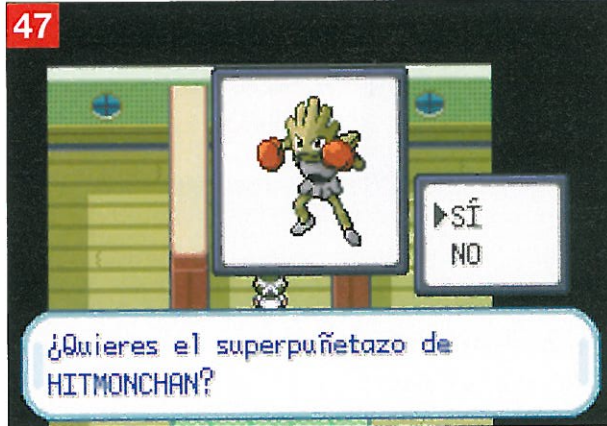 47
▶SÍ
NO
¿Quieres el superpuñetazo de
HITMONCHAN?